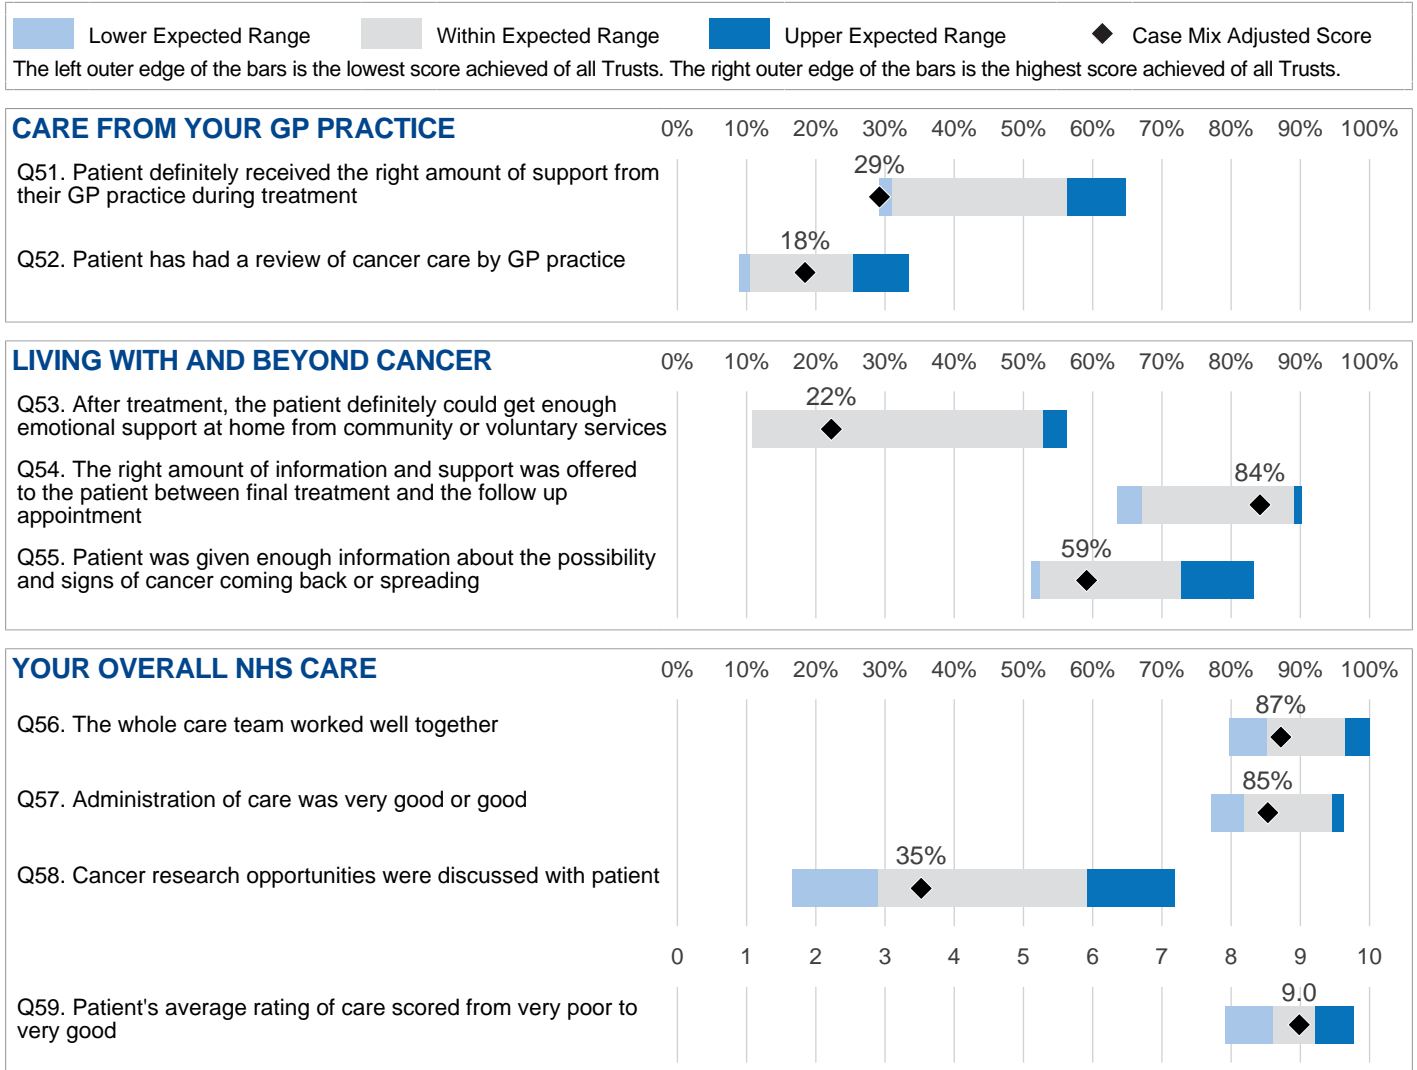 Lower Expected Range Within Expected Range Upper Expected Range Case Mix Adjusted Score
The left outer edge of the bars is the lowest score achieved of all Trusts. The right outer edge of the bars is the highest score achieved of all Trusts.
CARE FROM YOUR GP PRACTICE 0% 10% 20% 30% 40% 50% 60% 70% 80% 90% 100%
29%
Q51. Patient definitely received the right amount of support from
their GP practice during treatment
18%
Q52. Patient has had a review of cancer care by GP practice
LIVING WITH AND BEYOND CANCER 0% 10% 20% 30% 40% 50% 60% 70% 80% 90% 100%
22%
Q53. After treatment, the patient definitely could get enough
emotional support at home from community or voluntary services
Q54. The right amount of information and support was offered
84%
to the patient between final treatment and the follow up
appointment
59%
Q55. Patient was given enough information about the possibility
and signs of cancer coming back or spreading
YOUR OVERALL NHS CARE 0% 10% 20% 30% 40% 50% 60% 70% 80% 90% 100%
87%
Q56. The whole care team worked well together
85%
Q57. Administration of care was very good or good
35%
Q58. Cancer research opportunities were discussed with patient
0 1 2 3 4 5 6 7 8 9 10
9.0
Q59. Patient's average rating of care scored from very poor to
very good